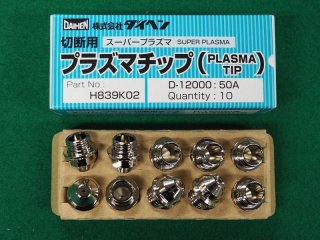 DAIHEN 株式会社ダイヘン
切断用 スーパープラズマ SUPER PLASMA
プラズマチップ(PLASMA TIP)
Part No : D-12000 : 50A
H839K02 Quantity : 10